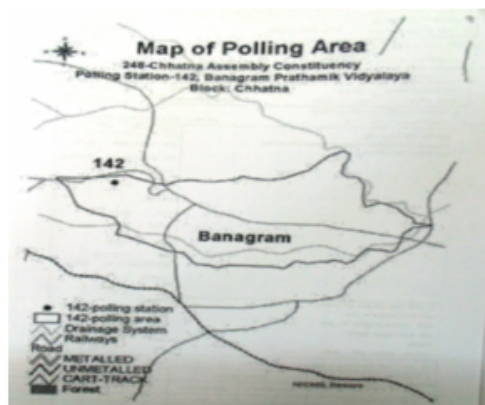 Map of Polling Area
248-Chhatna Assembly Constituency
Polling Station-142, Banagram Prathamik Vidyalaya
Block: Chhatna
142
Banagram
142-polling station
142-polling area
Drainage System
Railways
Road
METALLED
UNMETALLED
CART-TRACK
Forest